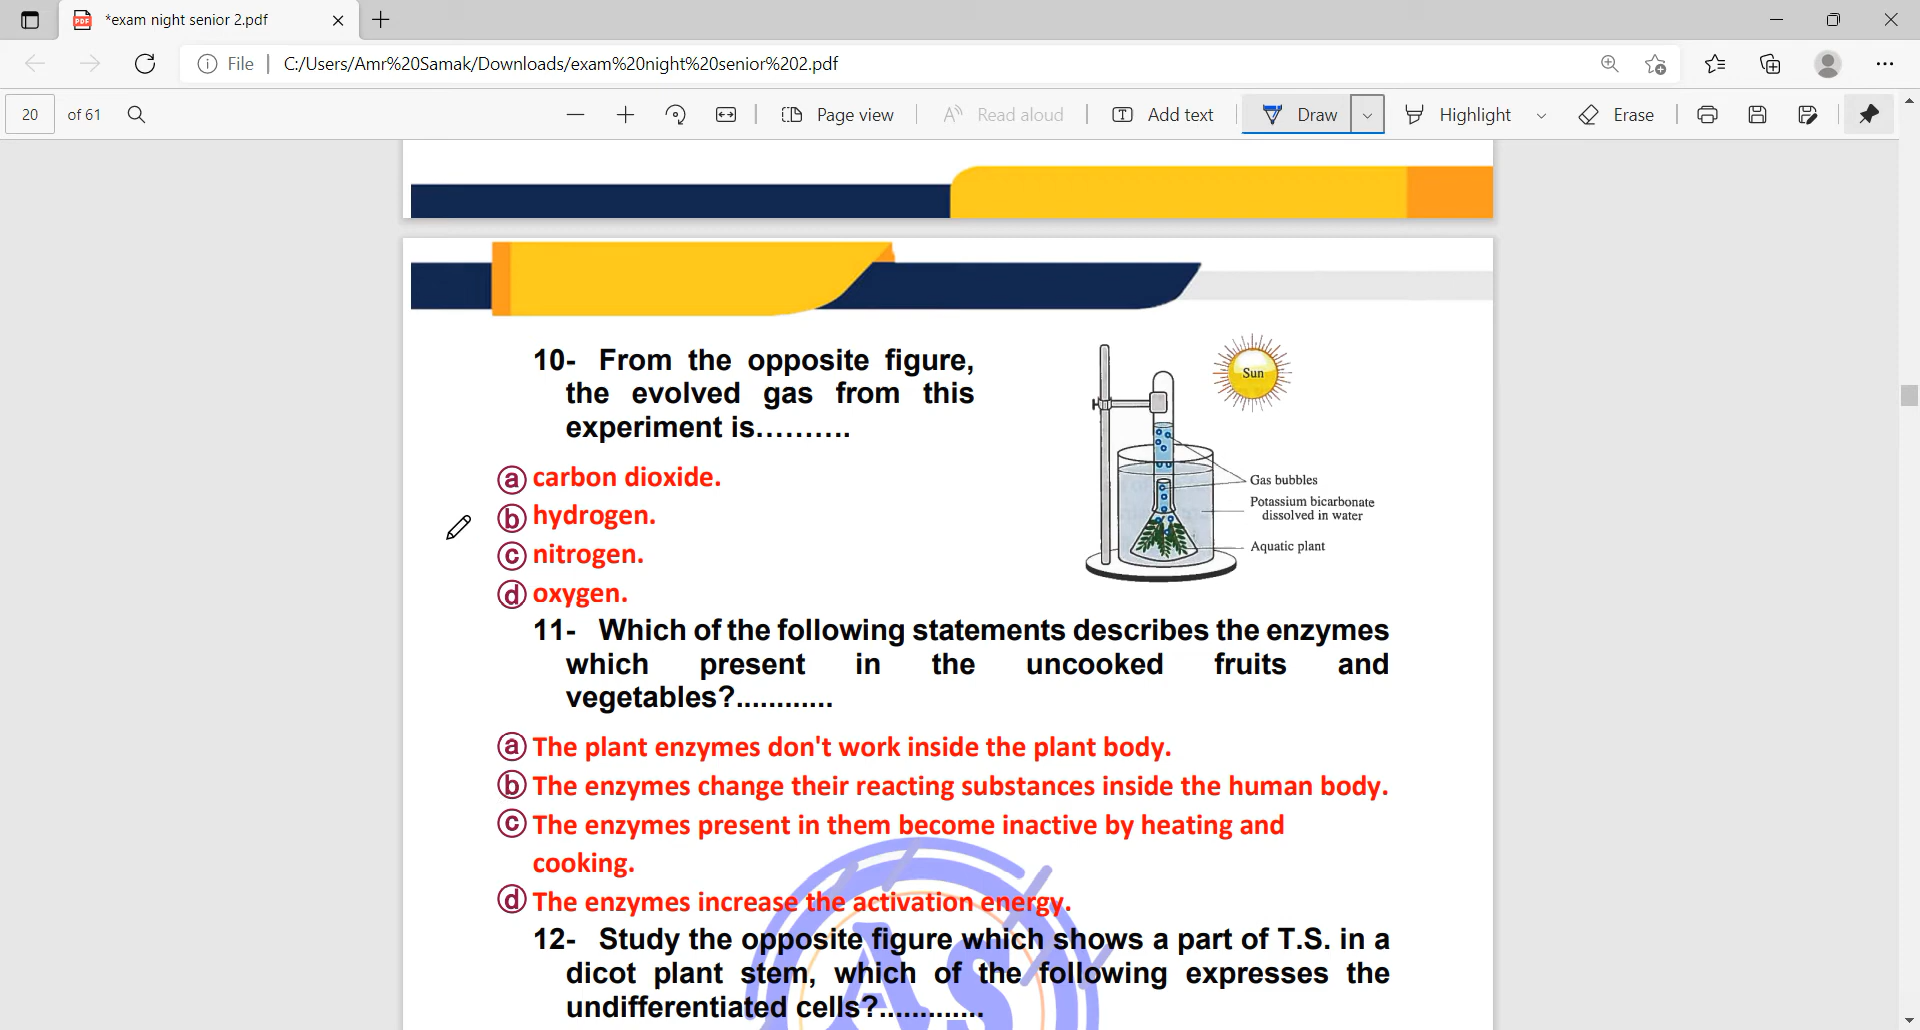 *exam night senior 2.pdf
File C:/Users/Amr%20Samak/Downloads/exam%20night%20senior%202.pdf
20 of 61 Page view Read aloud Add text Draw Highlight Erase
10- From the opposite figure,
the evolved gas from this
experiment is..........
Sun
ⓐ carbon dioxide.
ⓑ hydrogen.
ⓒ nitrogen.
ⓓ oxygen.
Gas bubbles
Potassium bicarbonate
dissolved in water
Aquatic plant
11- Which of the following statements describes the enzymes
which present in the uncooked fruits and
vegetables?............
ⓐ The plant enzymes don't work inside the plant body.
ⓑ The enzymes change their reacting substances inside the human body.
ⓒ The enzymes present in them become inactive by heating and
cooking.
ⓓ The enzymes increase the activation energy.
12- Study the opposite figure which shows a part of T.S. in a
dicot plant stem, which of the following expresses the
undifferentiated cells?.............
AS